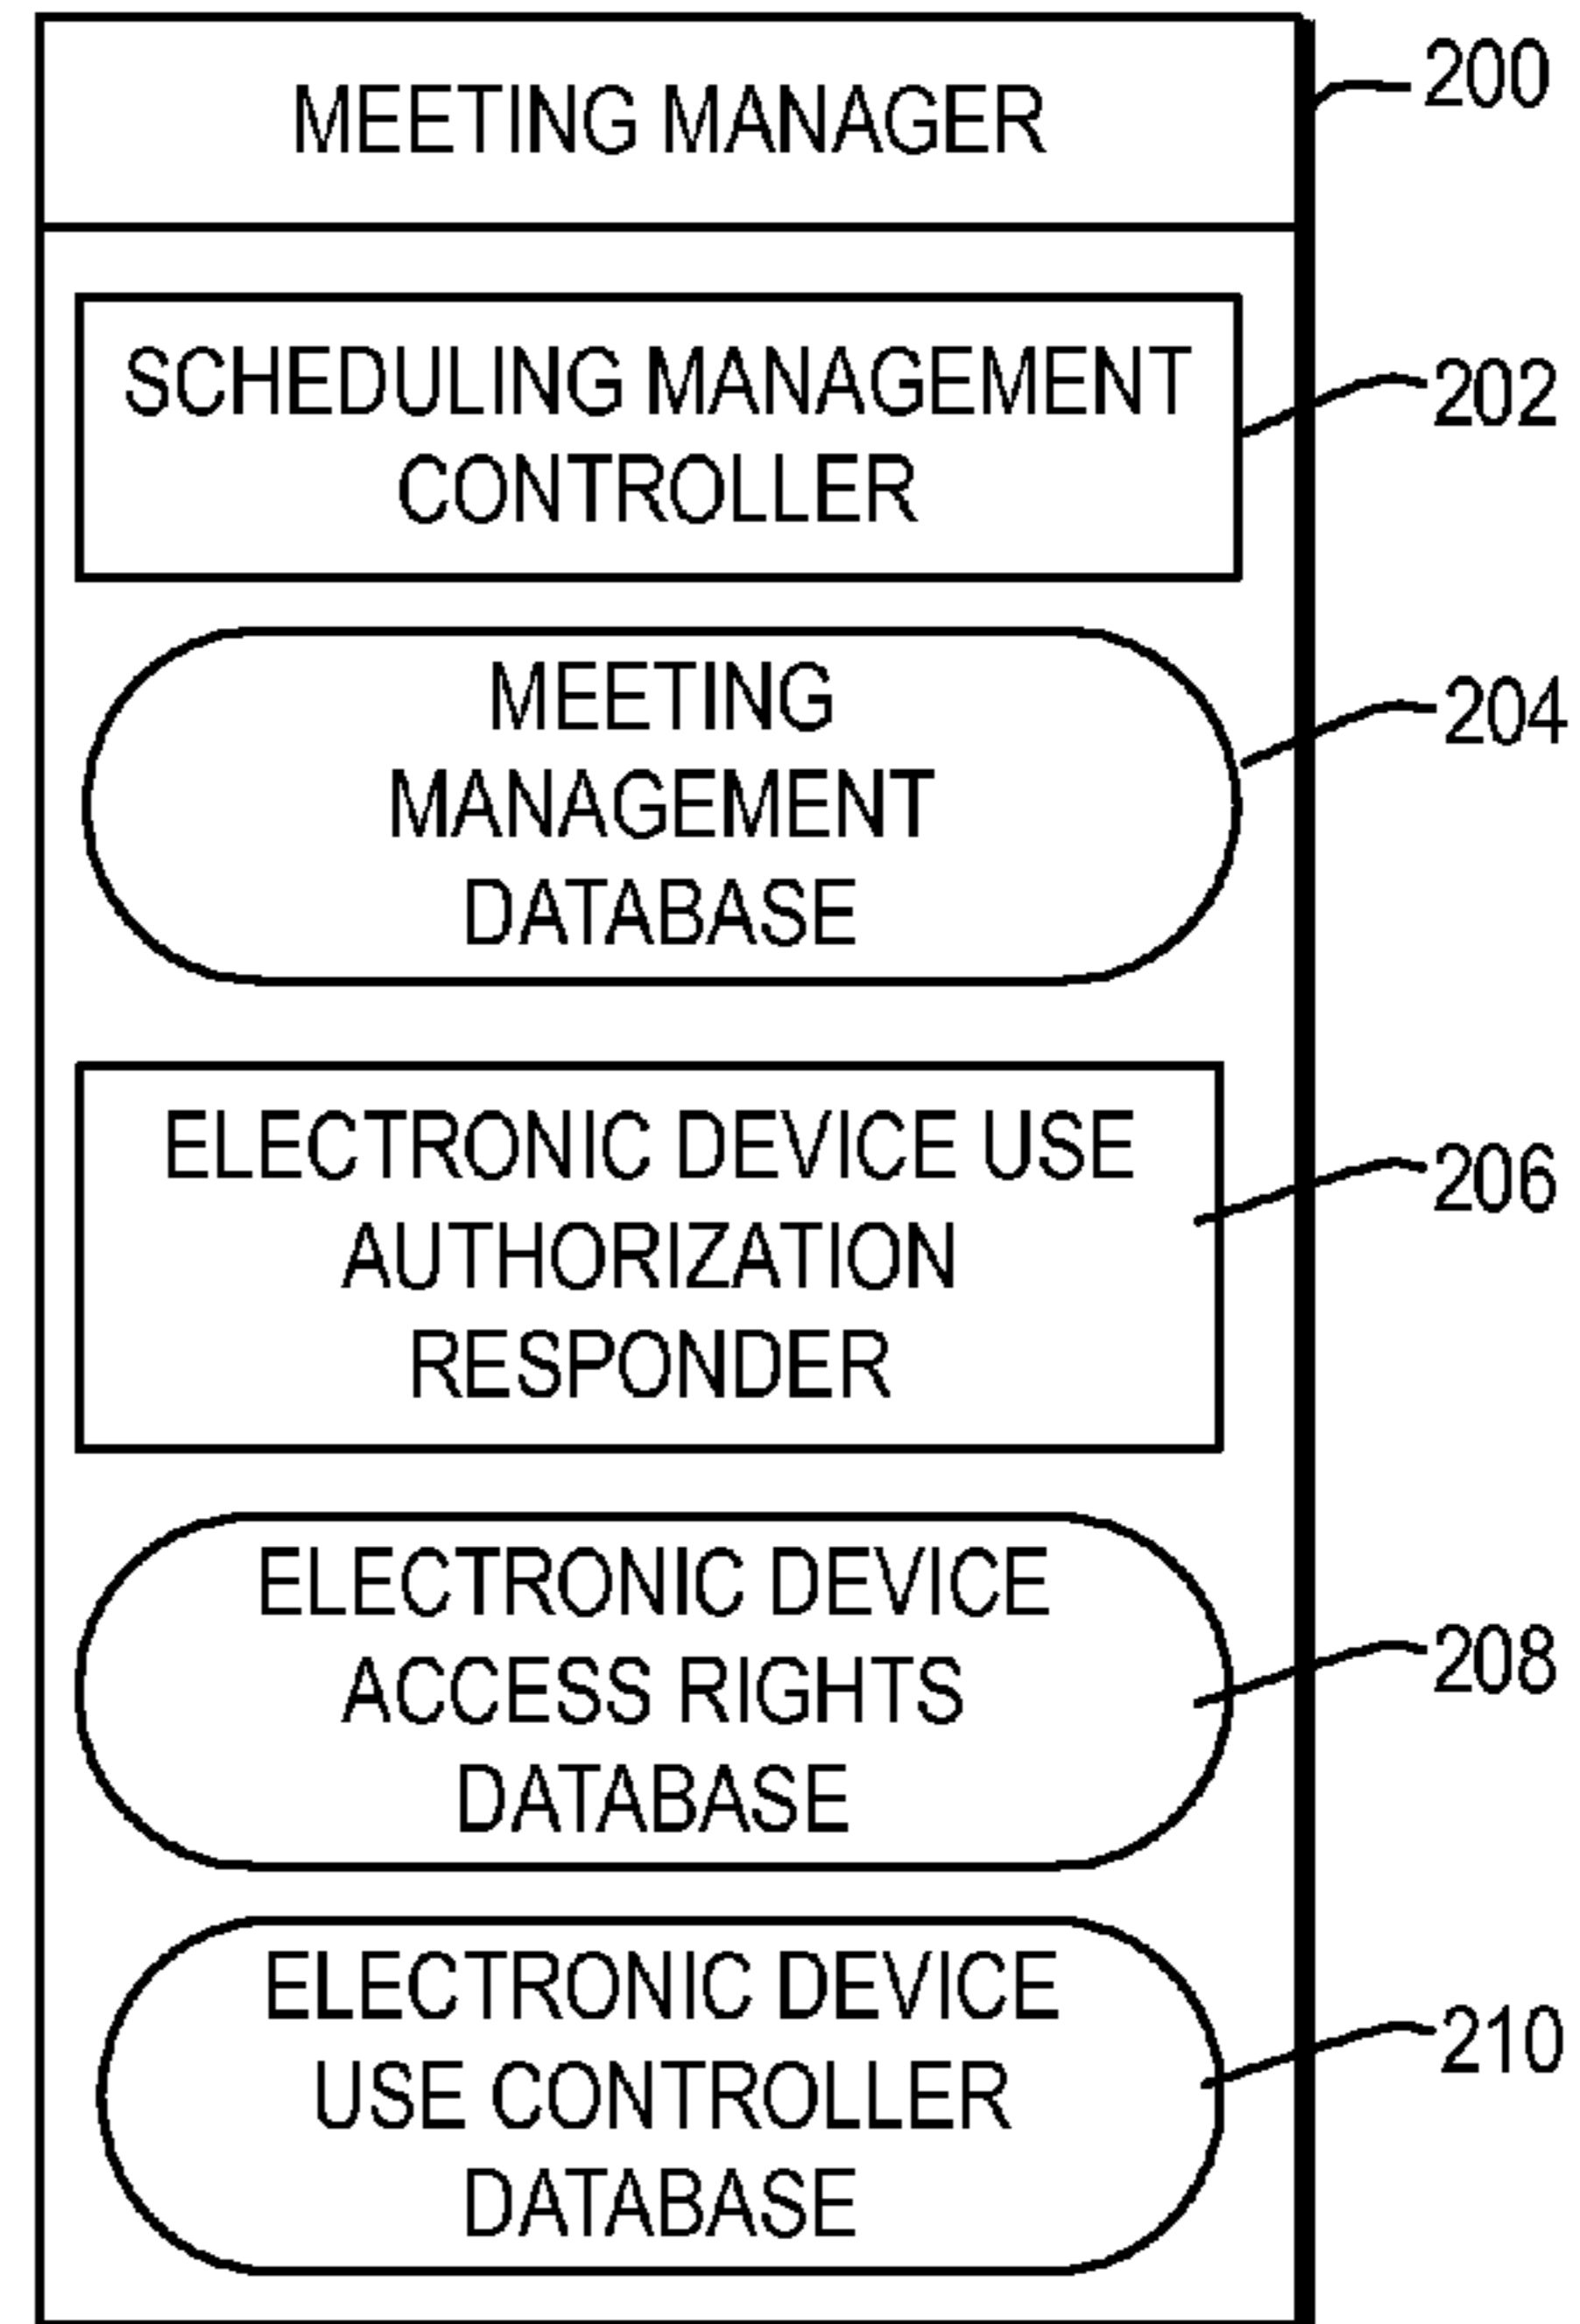 MEETING MANAGER
200
SCHEDULING MANAGEMENT
CONTROLLER
202
MEETING
MANAGEMENT
DATABASE
204
ELECTRONIC DEVICE USE
AUTHORIZATION
RESPONDER
206
ELECTRONIC DEVICE
ACCESS RIGHTS
DATABASE
208
ELECTRONIC DEVICE
USE CONTROLLER
DATABASE
210